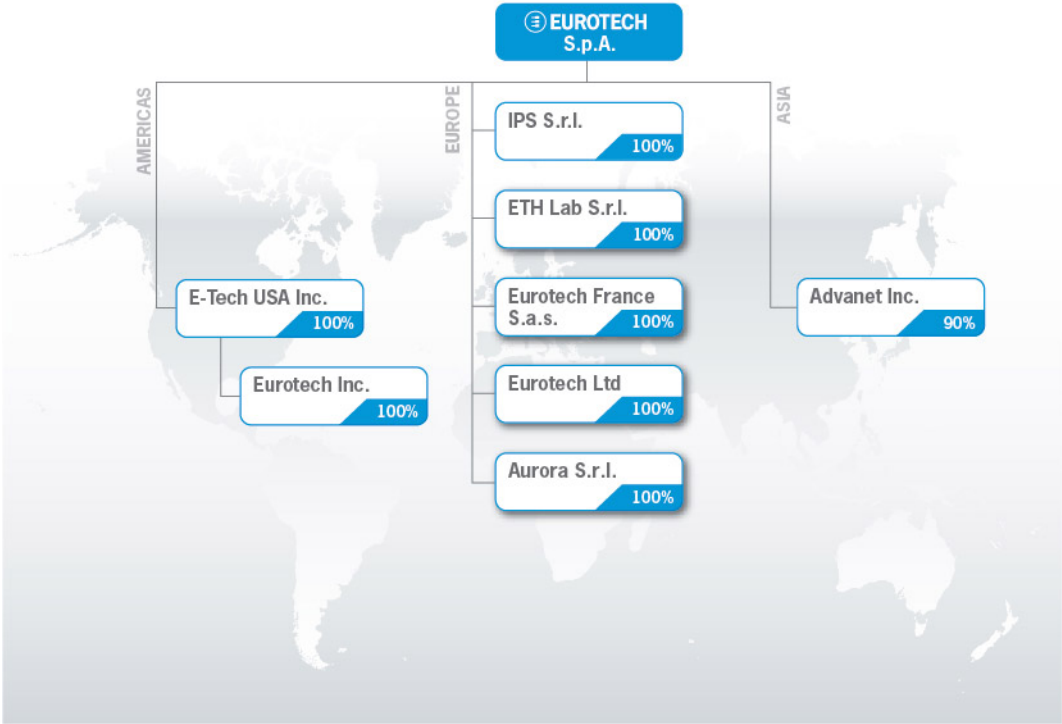 EUROTECH
S.p.A.
AMERICAS
E-Tech USA Inc.
100%
Eurotech Inc.
100%
EUROPE
IPS S.r.l.
100%
ETH Lab S.r.l.
100%
Eurotech France
S.a.s.
100%
Eurotech Ltd
100%
Aurora S.r.l.
100%
ASIA
Advanet Inc.
90%